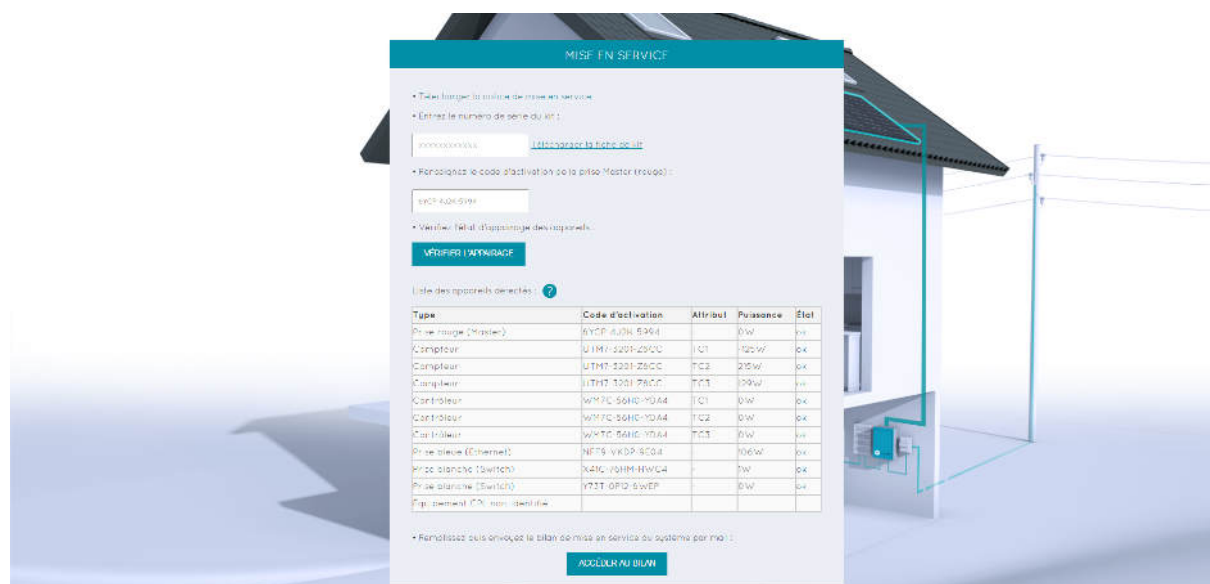 MISE EN SERVICE
• Télécharger la notice de mise en service
• Entrez le numéro de série du kit :
Télécharger la fiche de kit
• Renseignez le code d'activation de la prise Master (rouge) :
• Vérifiez l'état d'appairage des appareils :
VÉRIFIER L'APPAIRAGE
Liste des appareils détectés : ?
Type Code d'activation Attribut Puissance État
Prise rouge (Master) - 0W ok
Compteur TC1 -125W ok
Compteur TC2 215W ok
Compteur TC3 129W ok
Contrôleur TC1 0W ok
Contrôleur TC2 0W ok
Contrôleur TC3 0W ok
Prise bleue (Ethernet) - 106W ok
Prise blanche (Switch) - 1W ok
Prise blanche (Switch) - 0W ok
Équipement CPL non identifié
• Remplissez puis envoyez le bilan de mise en service du système par mail :
ACCÉDER AU BILAN